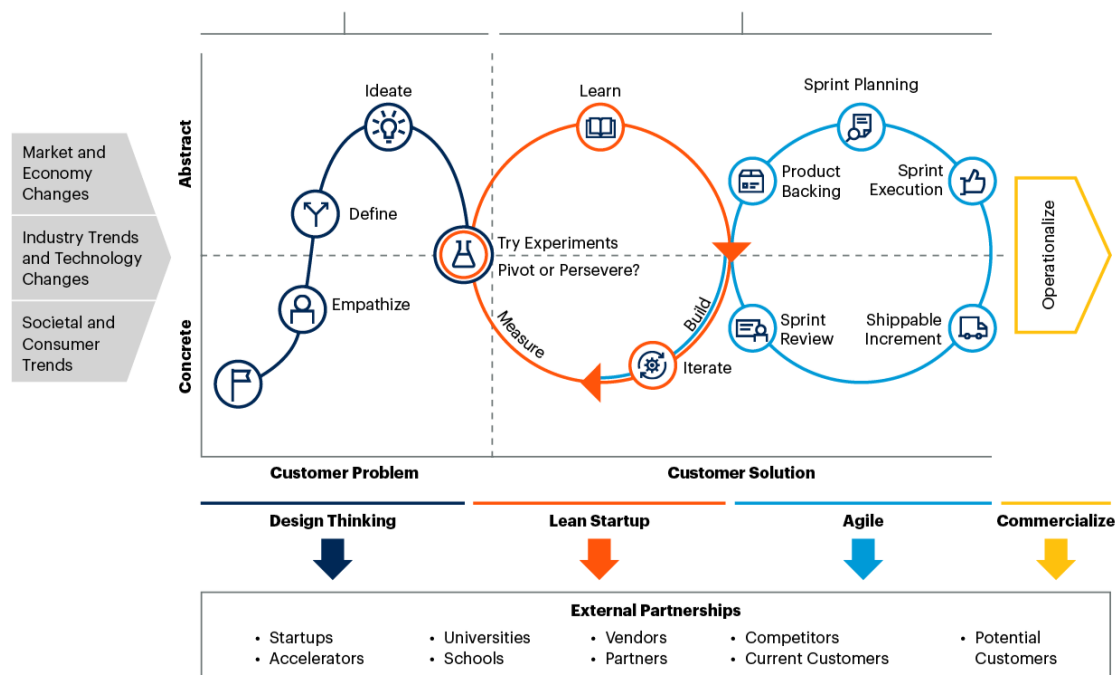 Market and
Economy
Changes
Industry Trends
and Technology
Changes
Societal and
Consumer
Trends
Abstract
Concrete
Ideate
Define
Empathize
Learn
Try Experiments
Pivot or Persevere?
Measure
Build
Iterate
Sprint Planning
Product
Backing
Sprint
Execution
Sprint
Review
Shippable
Increment
Operationalize
Customer Problem
Customer Solution
Design Thinking
Lean Startup
Agile
Commercialize
External Partnerships
• Startups
• Accelerators
• Universities
• Schools
• Vendors
• Partners
• Competitors
• Current Customers
• Potential
Customers